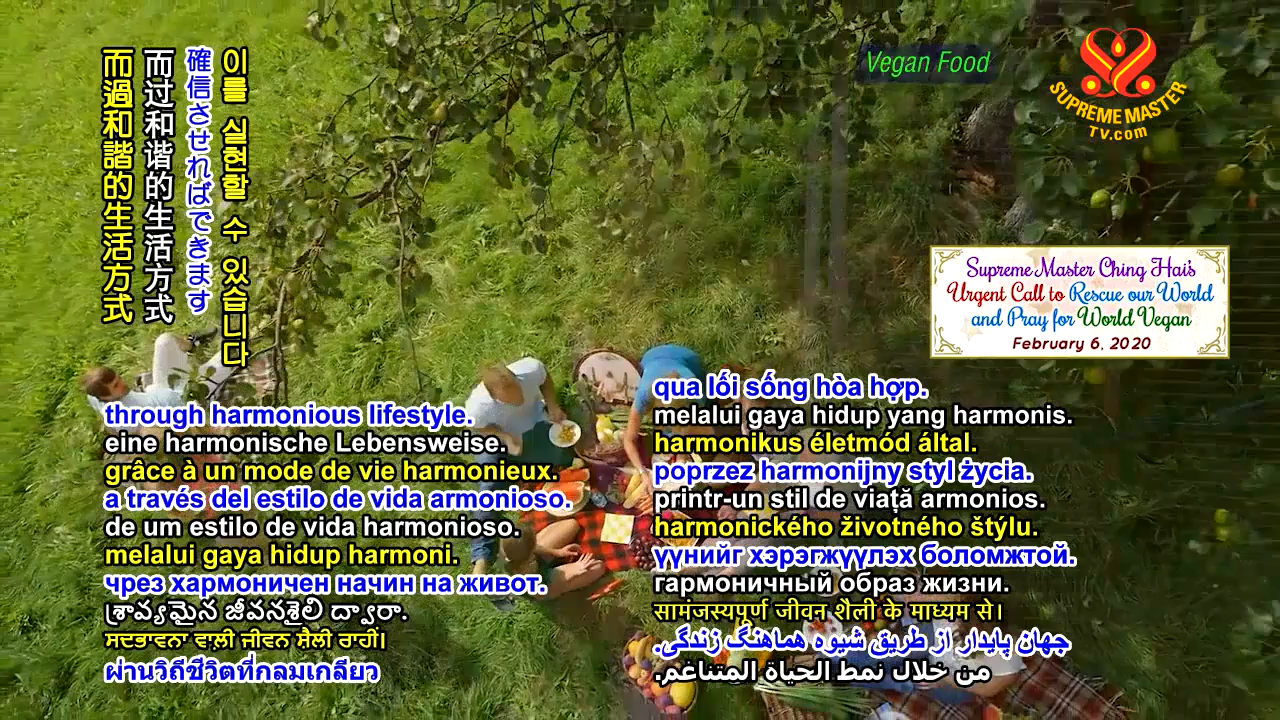 Vegan Food
SUPREME MASTER
TV.com
이를 실현할 수 있습니다
確信させればできます
而过和谐的生活方式
而過和諧的生活方式
Supreme Master Ching Hai's
Urgent Call to Rescue our World
and Pray for World Vegan
February 6, 2020
through harmonious lifestyle.
eine harmonische Lebensweise.
grâce à un mode de vie harmonieux.
a través del estilo de vida armonioso.
de um estilo de vida harmonioso.
melalui gaya hidup harmoni.
чрез хармоничен начин на живот.
శ్రావ్యమైన జీవనశైలి ద్వారా.
ਸਦਭਾਵਨਾ ਵਾਲੀ ਜੀਵਨ ਸ਼ੈਲੀ ਰਾਹੀਂ।
ผ่านวิถีชีวิตที่กลมเกลียว
qua lối sống hòa hợp.
melalui gaya hidup yang harmonis.
harmonikus életmód által.
poprzez harmonijny styl życia.
printr-un stil de viață armonios.
harmonického životného štýlu.
үүнийг хэрэгжүүлэх боломжтой.
гармоничный образ жизни.
सामंजस्यपूर्ण जीवन शैली के माध्यम से।
جهان پایدار از طریق شیوه هماهنگ زندگی.
من خلال نمط الحياة المتناغم.